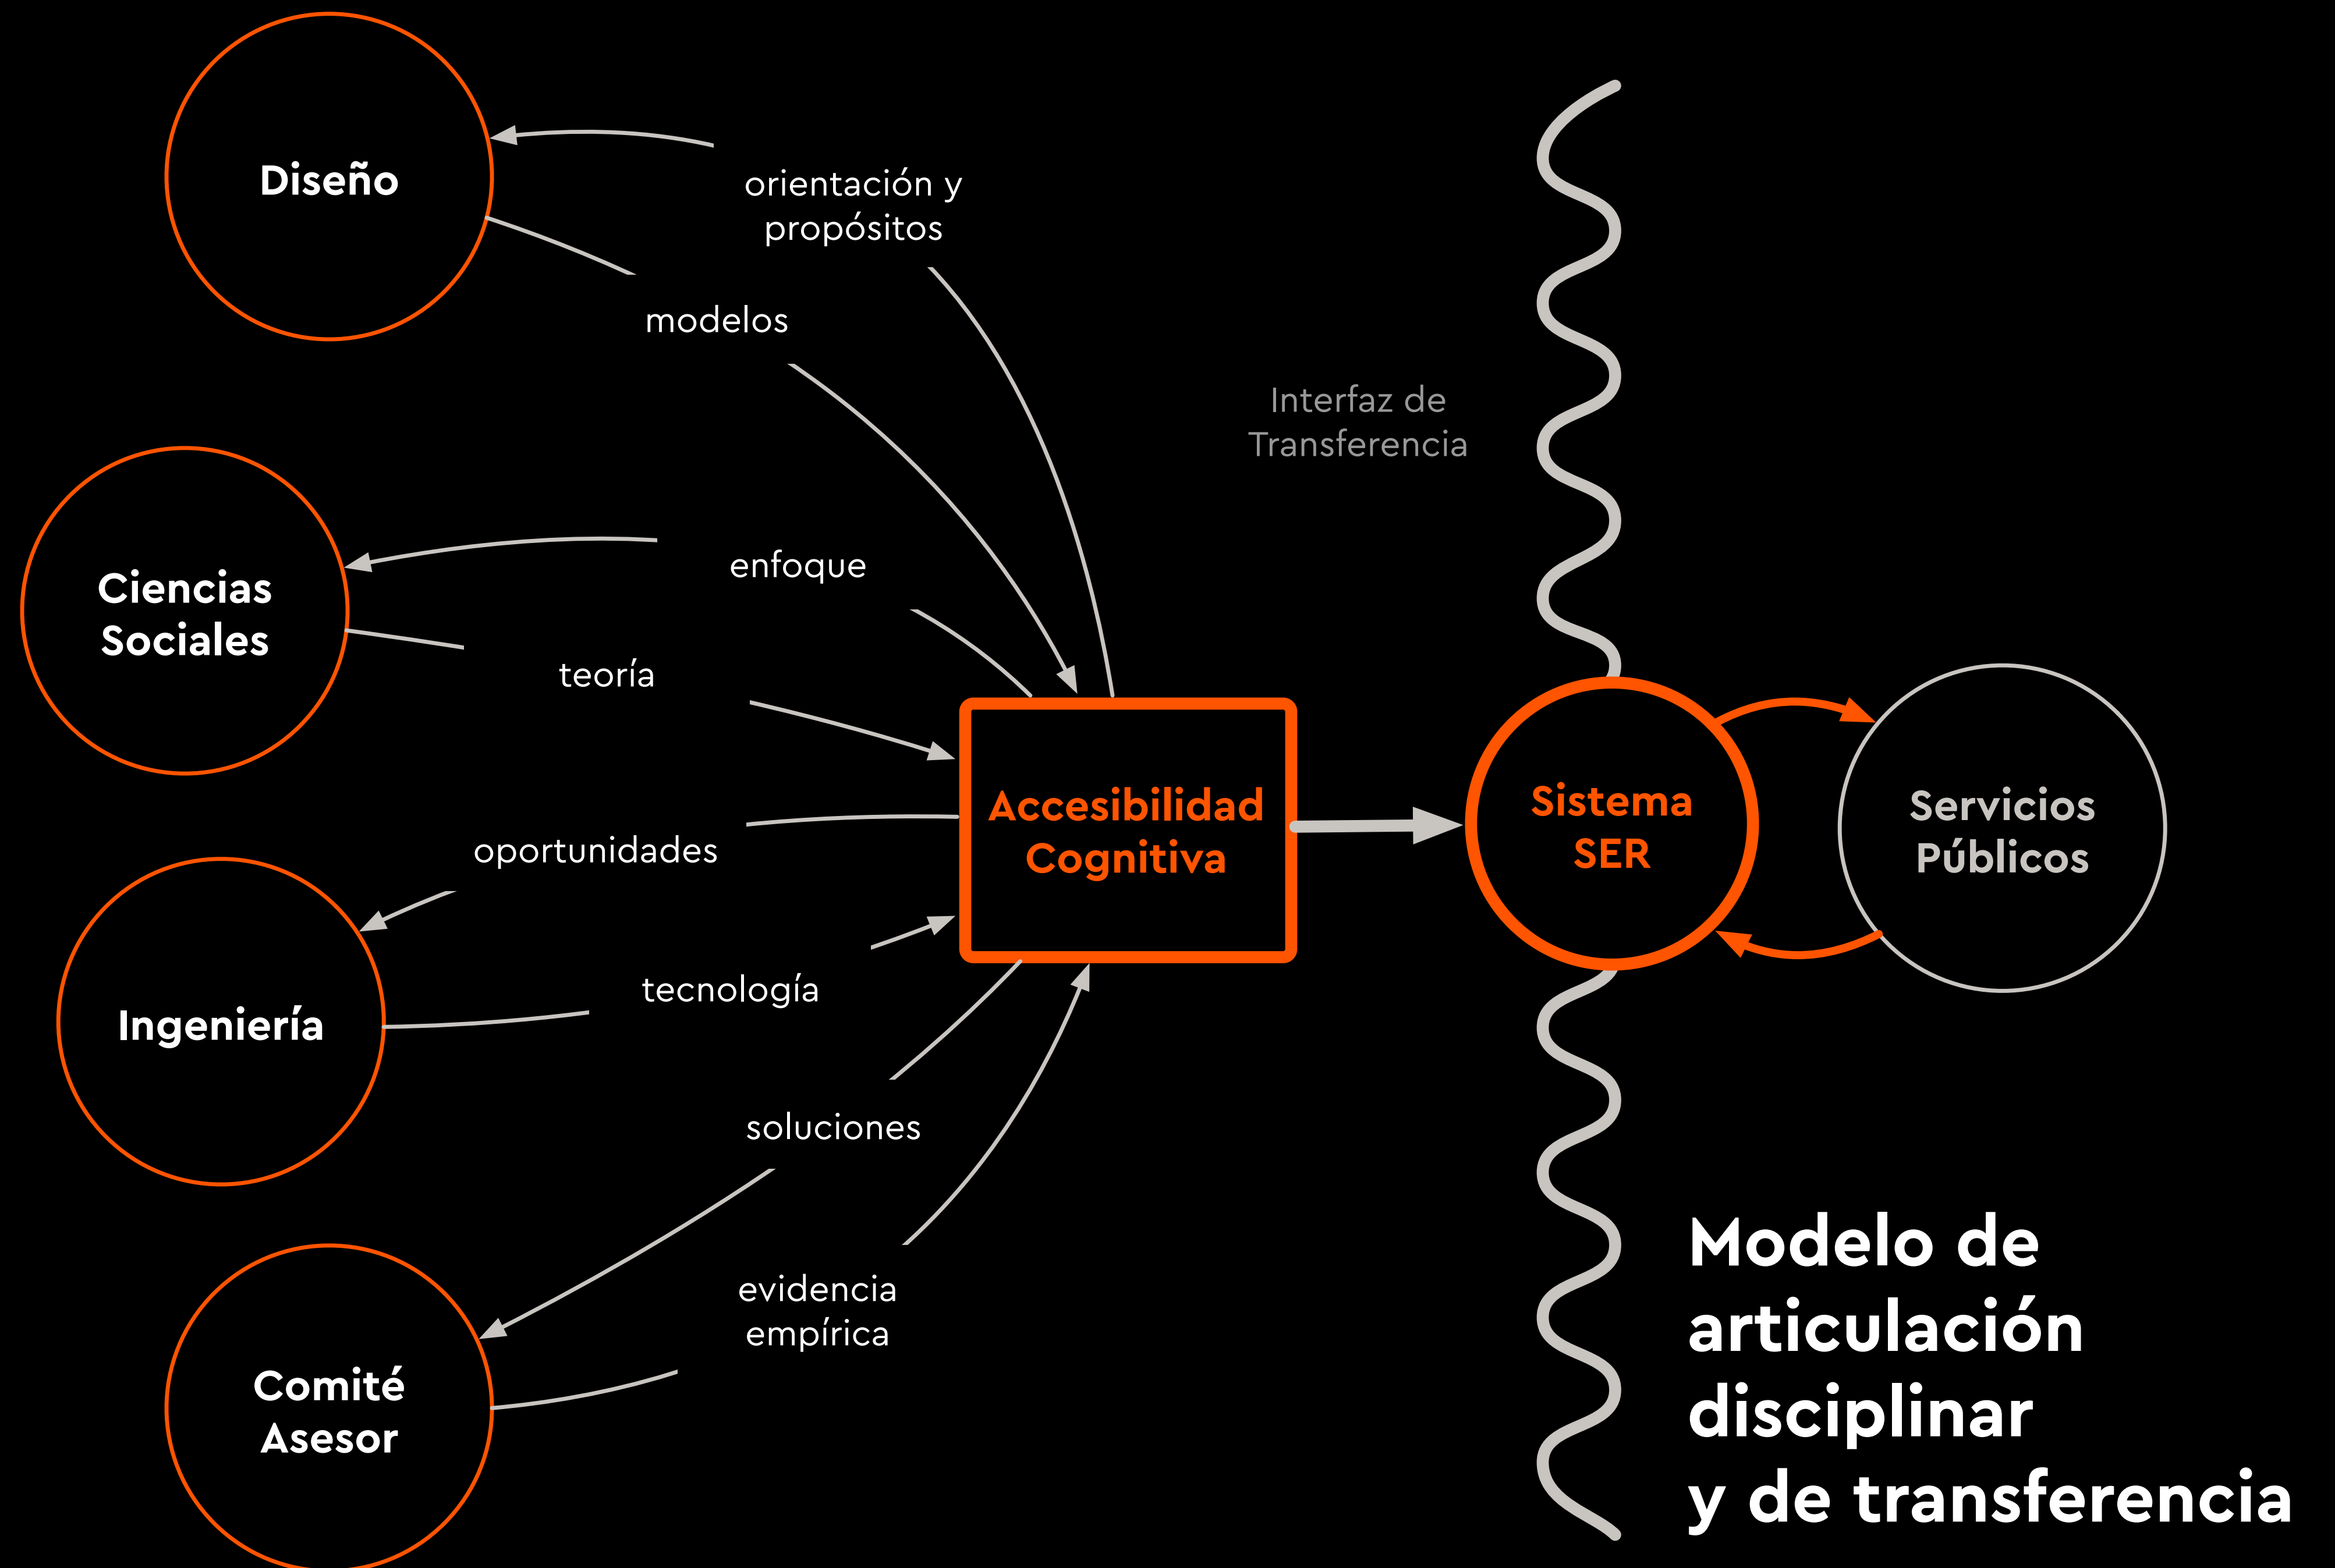 Diseño
orientación y
propósitos
modelos
Interfaz de
Transferencia
enfoque
Ciencias
Sociales
teoría
oportunidades
Accesibilidad
Cognitiva
Sistema
SER
Servicios
Públicos
tecnología
Ingeniería
soluciones
evidencia
empírica
Comité
Asesor
Modelo de
articulación
disciplinar
y de transferencia